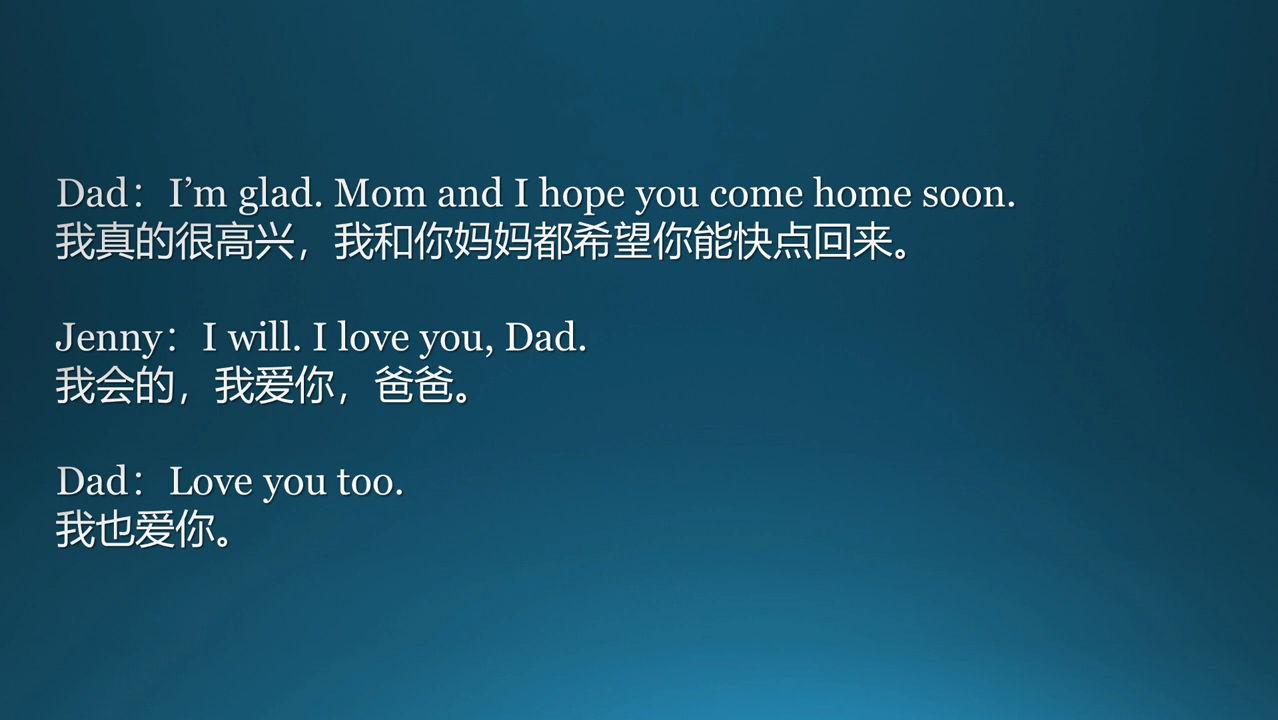 Dad：I’m glad. Mom and I hope you come home soon.
我真的很高兴，我和你妈妈都希望你能快点回来。
Jenny：I will. I love you, Dad.
我会的，我爱你，爸爸。
Dad：Love you too.
我也爱你。